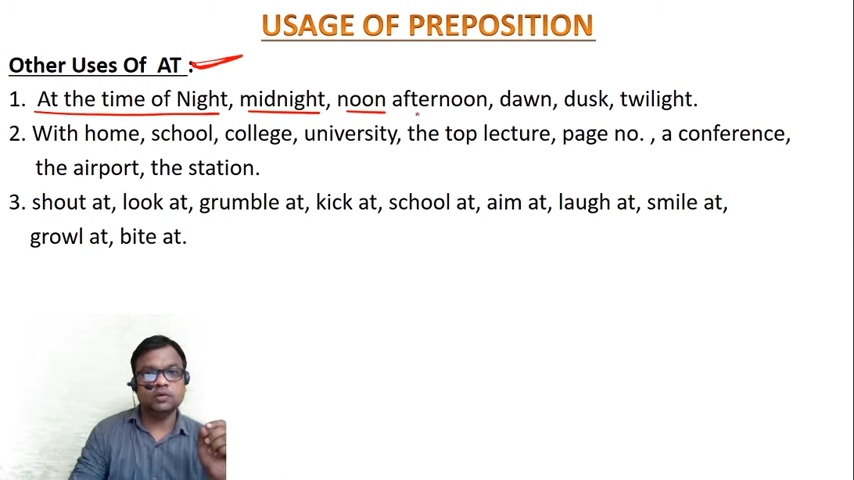 USAGE OF PREPOSITION
Other Uses Of AT :
1. At the time of Night, midnight, noon afternoon, dawn, dusk, twilight.
2. With home, school, college, university, the top lecture, page no. , a conference,
the airport, the station.
3. shout at, look at, grumble at, kick at, school at, aim at, laugh at, smile at,
growl at, bite at.